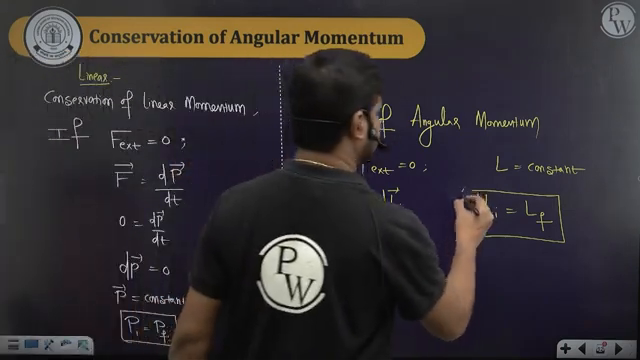 Conservation of Angular Momentum
Linear -
Conservation of Linear Momentum,
If Fext = 0 ;
F = dP/dt
0 = dP/dt
dP = 0
P = constant
Pi = Pf
Angular Momentum
ext = 0 ;
L = constant
i = Lf
PW